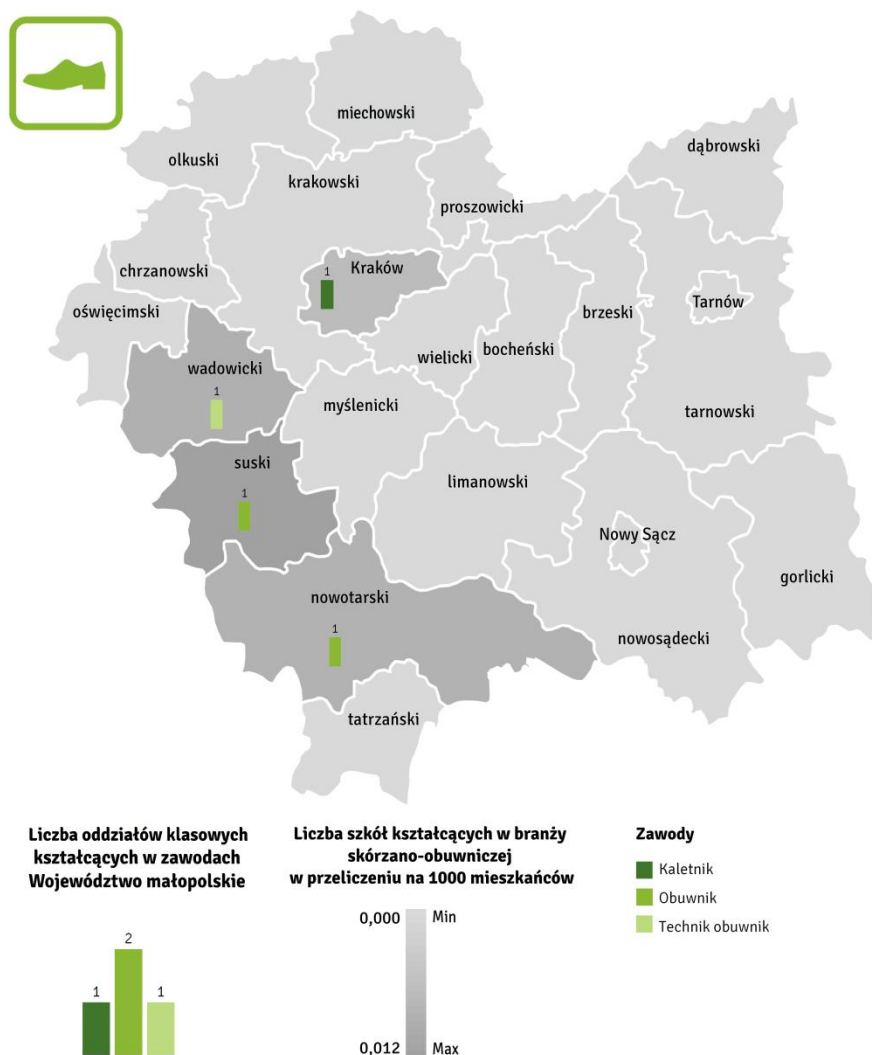 miechowski
dąbrowski
olkuski
krakowski
proszowicki
chrzanowski
Kraków
1
oświęcimski
Tarnów
brzeski
bocheński
wielicki
wadowicki
1
myślenicki
tarnowski
suski
1
limanowski
Nowy Sącz
gorlicki
nowotarski
1
nowosądecki
tatrzański
Liczba oddziałów klasowych
kształcących w zawodach
Województwo małopolskie
1
2
1
Liczba szkół kształcących w branży
skórzano-obuwniczej
w przeliczeniu na 1000 mieszkańców
0,000 Min
0,012 Max
Zawody
Kaletnik
Obuwnik
Technik obuwnik